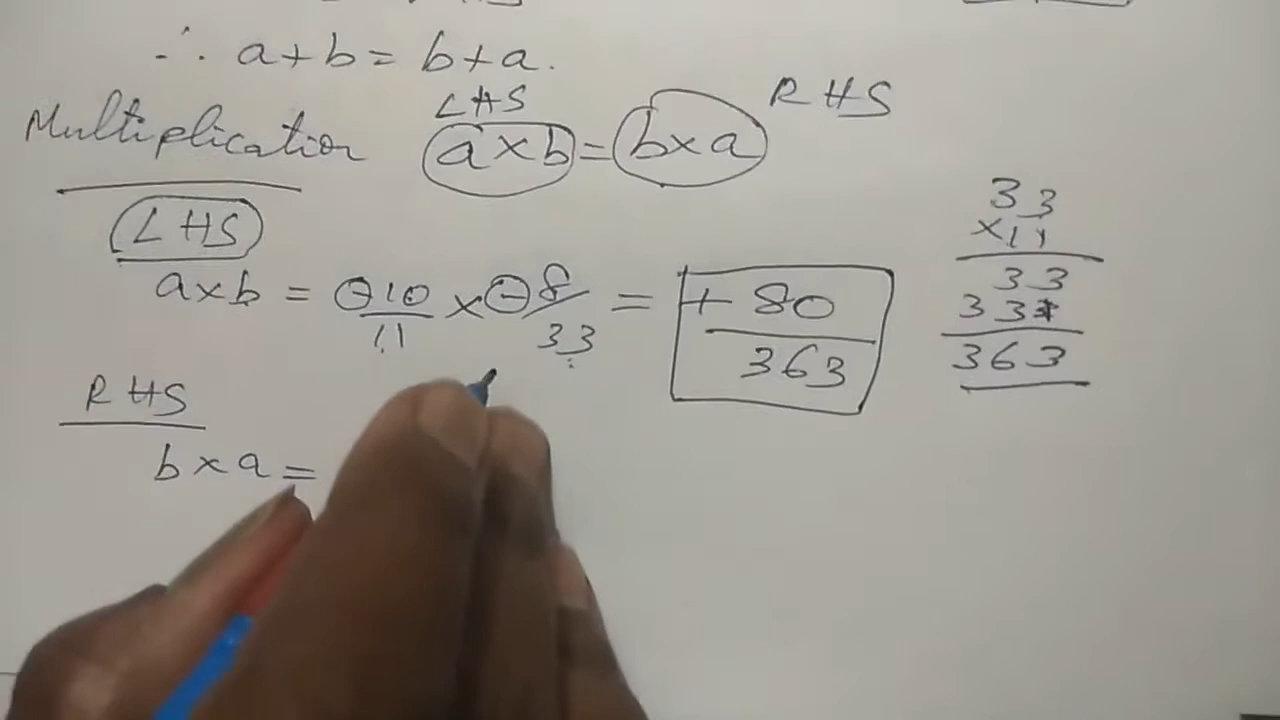 ∴ a + b = b + a.
LHS RHS
Multiplication a × b = b × a
LHS
a × b = -10/11 × -8/33 = +80/363
RHS
b × a =
33
×11
33
33*
363